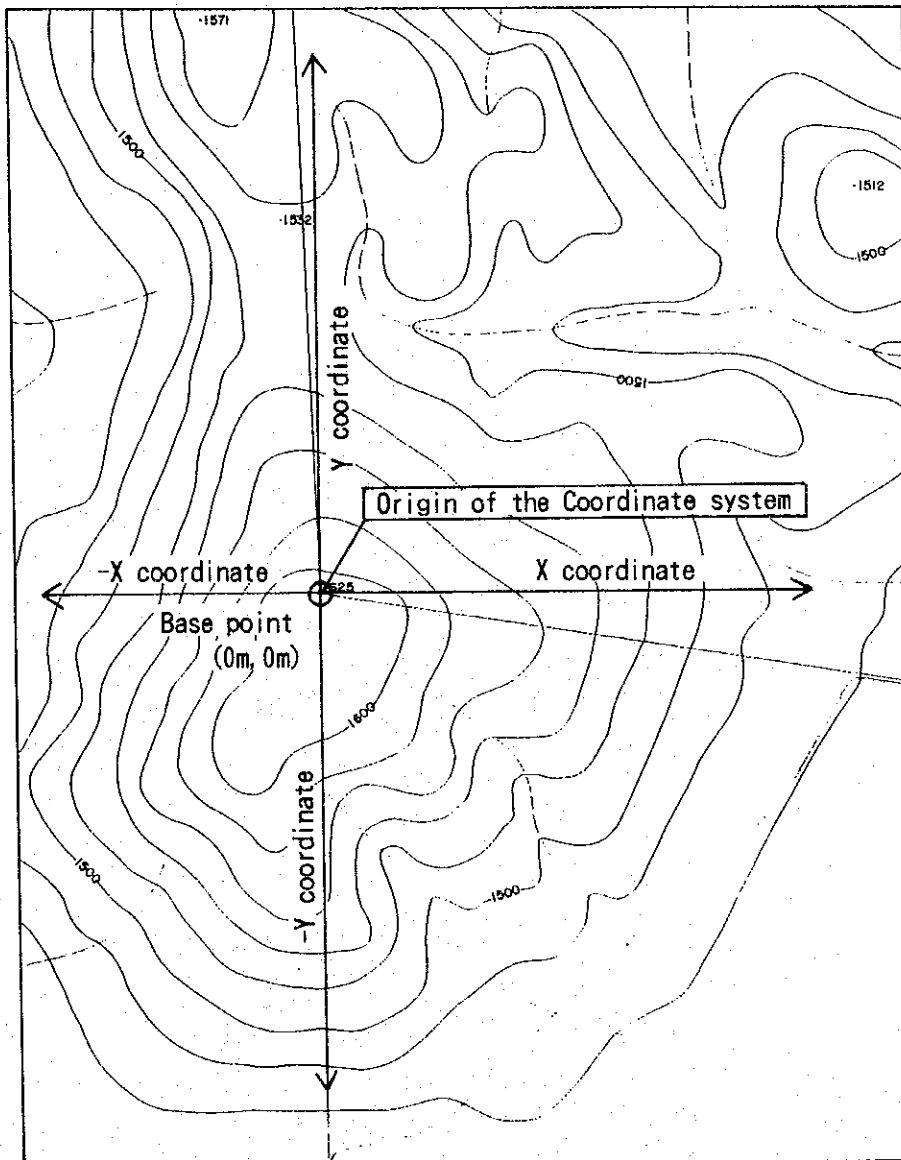 ·1571
1500
·1512
·1532
1500
Y coordinate
1500
Origin of the Coordinate system
-X coordinate
X coordinate
Base point
(0m, 0m)
1600
-Y coordinate
1500
1500